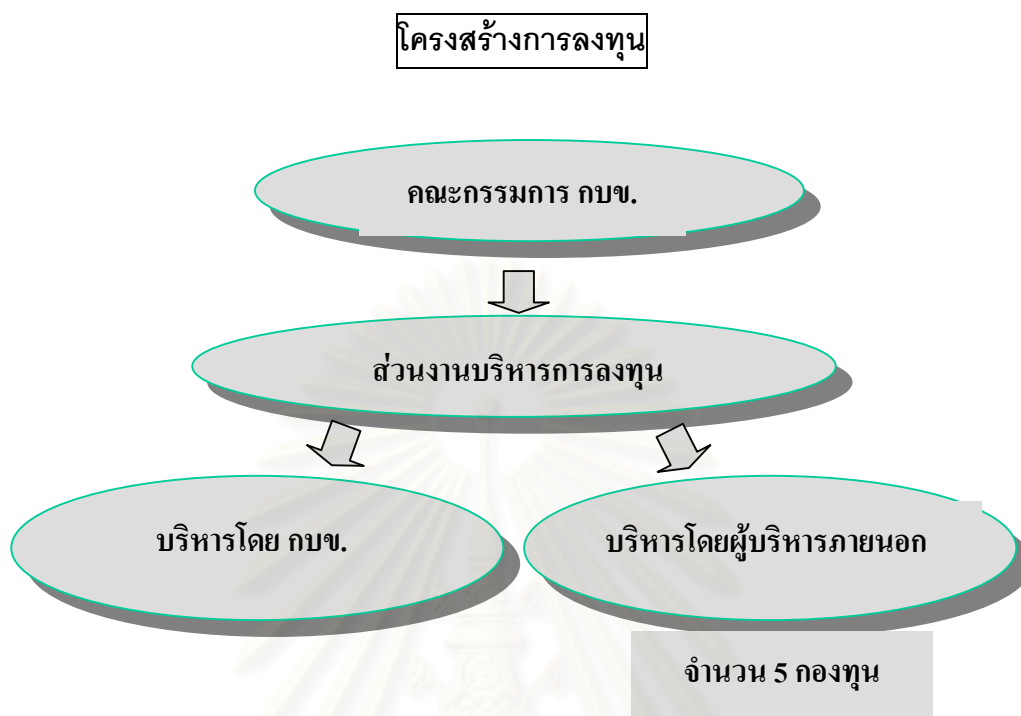 โครงสร้างการลงทุน
คณะกรรมการ กบข.
ส่วนงานบริหารการลงทุน
บริหารโดย กบข.
บริหารโดยผู้บริหารภายนอก
จำนวน 5 กองทุน